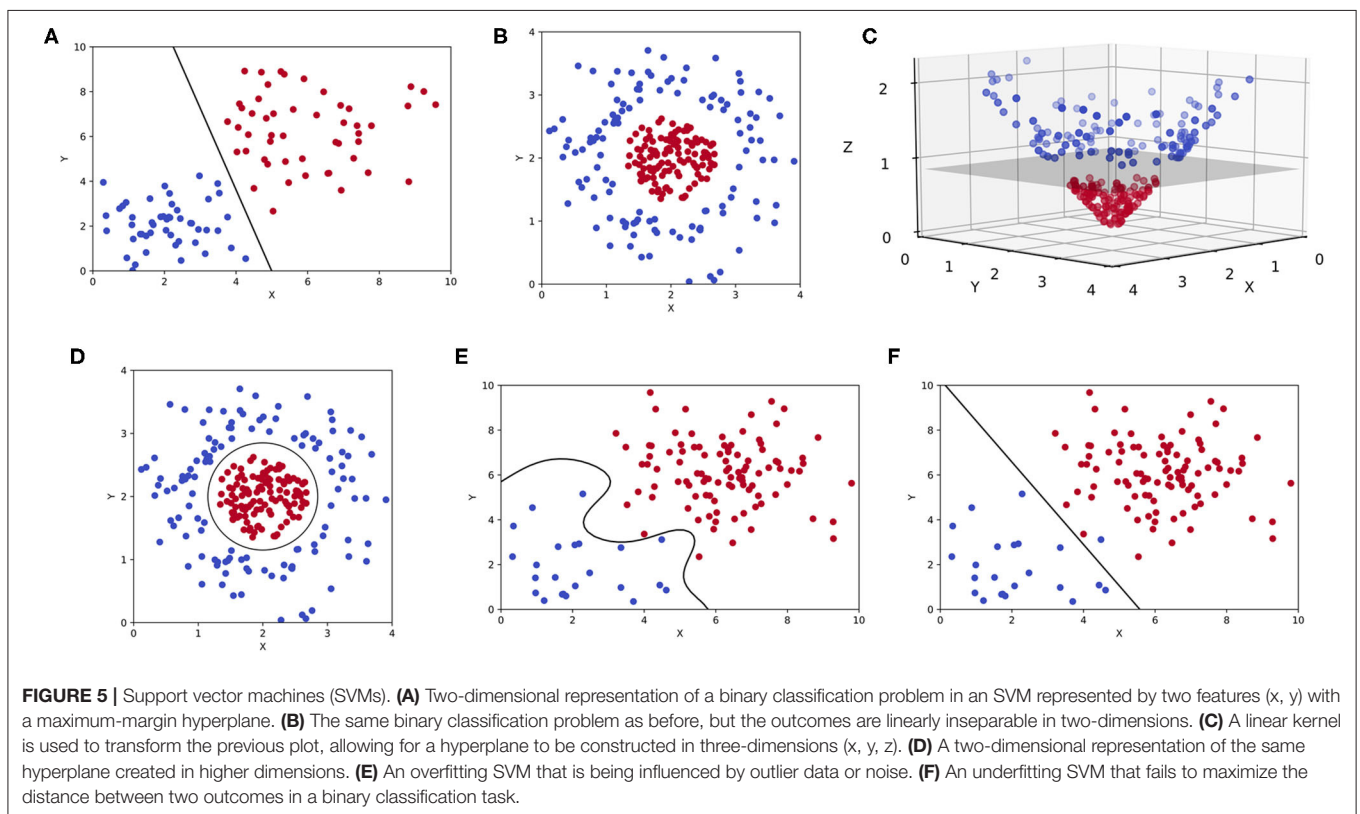 A
10
8
6
4
2
0
Y
0 2 4 6 8 10
X
B
4
3
2
1
0
Y
0 1 2 3 4
X
C
2
1
0
Z
0 1 2 3 4 4 3 2 1 0
Y X
D
4
3
2
1
0
Y
0 1 2 3 4
X
E
10
8
6
4
2
0
Y
0 2 4 6 8 10
X
F
10
8
6
4
2
0
Y
0 2 4 6 8 10
X
FIGURE 5 | Support vector machines (SVMs). (A) Two-dimensional representation of a binary classification problem in an SVM represented by two features (x, y) with
a maximum-margin hyperplane. (B) The same binary classification problem as before, but the outcomes are linearly inseparable in two-dimensions. (C) A linear kernel
is used to transform the previous plot, allowing for a hyperplane to be constructed in three-dimensions (x, y, z). (D) A two-dimensional representation of the same
hyperplane created in higher dimensions. (E) An overfitting SVM that is being influenced by outlier data or noise. (F) An underfitting SVM that fails to maximize the
distance between two outcomes in a binary classification task.